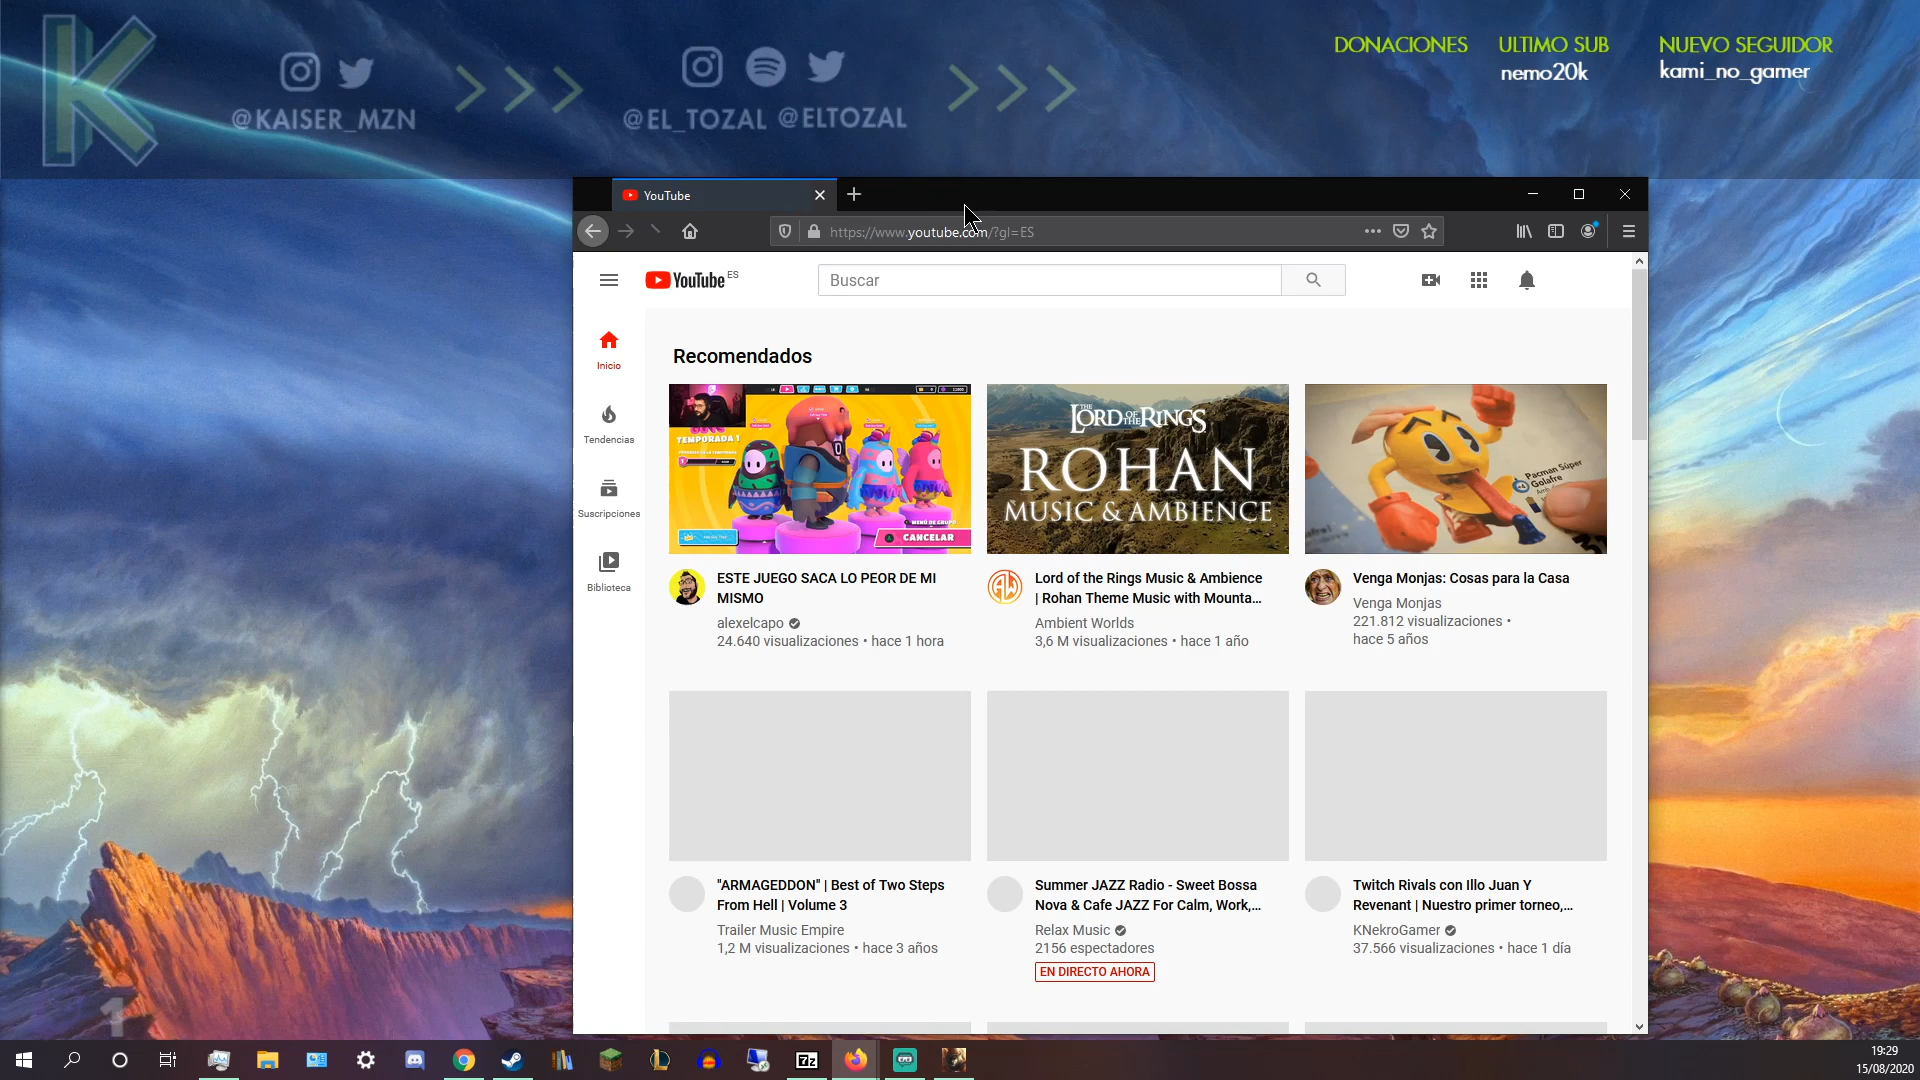 K
@KAISER_MZN
@EL_TOZAL @ELTOZAL
DONACIONES
ULTIMO SUB
nemo20k
NUEVO SEGUIDOR
kami_no_gamer
YouTube
https://www.youtube.com/?gl=ES
YouTube ES
Buscar
Inicio
Tendencias
Suscripciones
Biblioteca
Recomendados
TEMPORADA 1
MENÚ DE GRUPO
CANCELAR
THE LORD OF THE RINGS
ROHAN
MUSIC & AMBIENCE
Pacman Súper
Golafre
ESTE JUEGO SACA LO PEOR DE MI
MISMO
alexelcapo
24.640 visualizaciones • hace 1 hora
AW
Lord of the Rings Music & Ambience
| Rohan Theme Music with Mounta...
Ambient Worlds
3,6 M visualizaciones • hace 1 año
Venga Monjas: Cosas para la Casa
Venga Monjas
221.812 visualizaciones •
hace 5 años
"ARMAGEDDON" | Best of Two Steps
From Hell | Volume 3
Trailer Music Empire
1,2 M visualizaciones • hace 3 años
Summer JAZZ Radio - Sweet Bossa
Nova & Cafe JAZZ For Calm, Work,...
Relax Music
2156 espectadores
EN DIRECTO AHORA
Twitch Rivals con Illo Juan Y
Revenant | Nuestro primer torneo,...
KNekroGamer
37.566 visualizaciones • hace 1 día
1
7z
19:29
15/08/2020